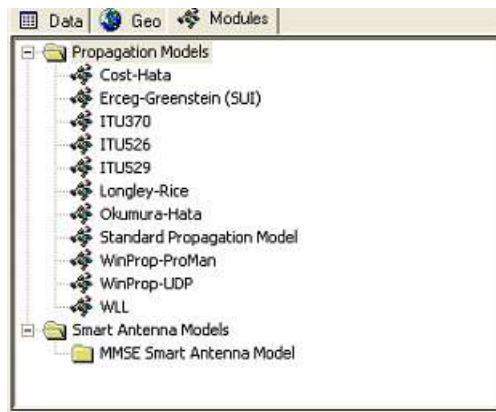 Data Geo Modules
Propagation Models
Cost-Hata
Erceg-Greenstein (SUI)
ITU370
ITU526
ITU529
Longley-Rice
Okumura-Hata
Standard Propagation Model
WinProp-ProMan
WinProp-UDP
WLL
Smart Antenna Models
MMSE Smart Antenna Model